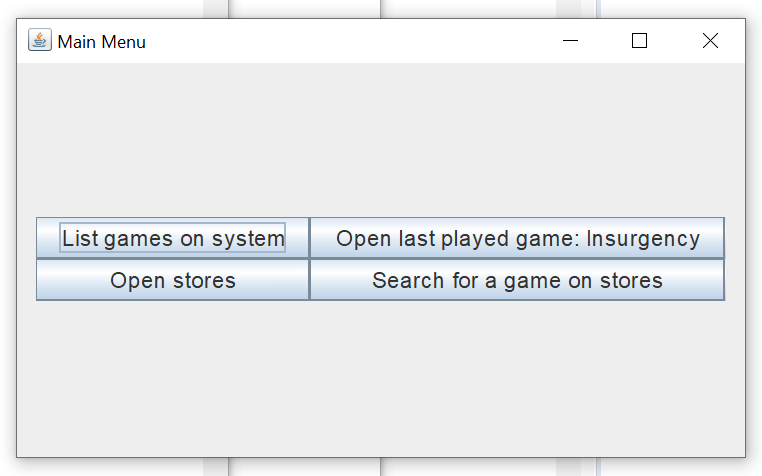 Main Menu
List games on system
Open last played game: Insurgency
Open stores
Search for a game on stores